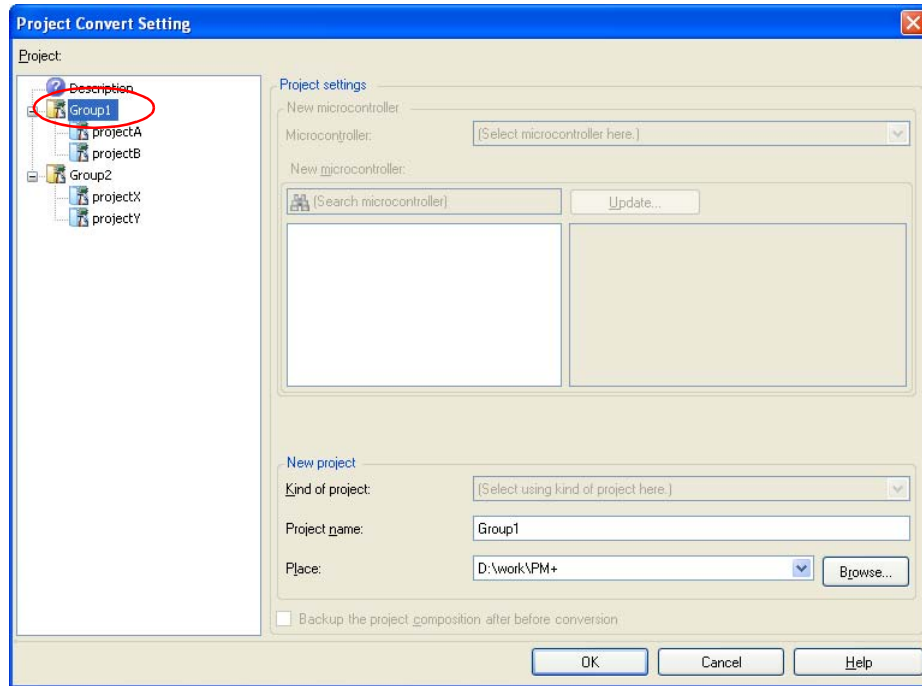 Project Convert Setting
Project:
Description
Group1
projectA
projectB
Group2
projectX
projectY
Project settings
New microcontroller
Microcontroller:
(Select microcontroller here.)
New microcontroller:
(Search microcontroller)
Update...
New project
Kind of project:
(Select using kind of project here.)
Project name:
Group1
Place:
D:\work\PM+
Browse...
Backup the project composition after before conversion
OK
Cancel
Help